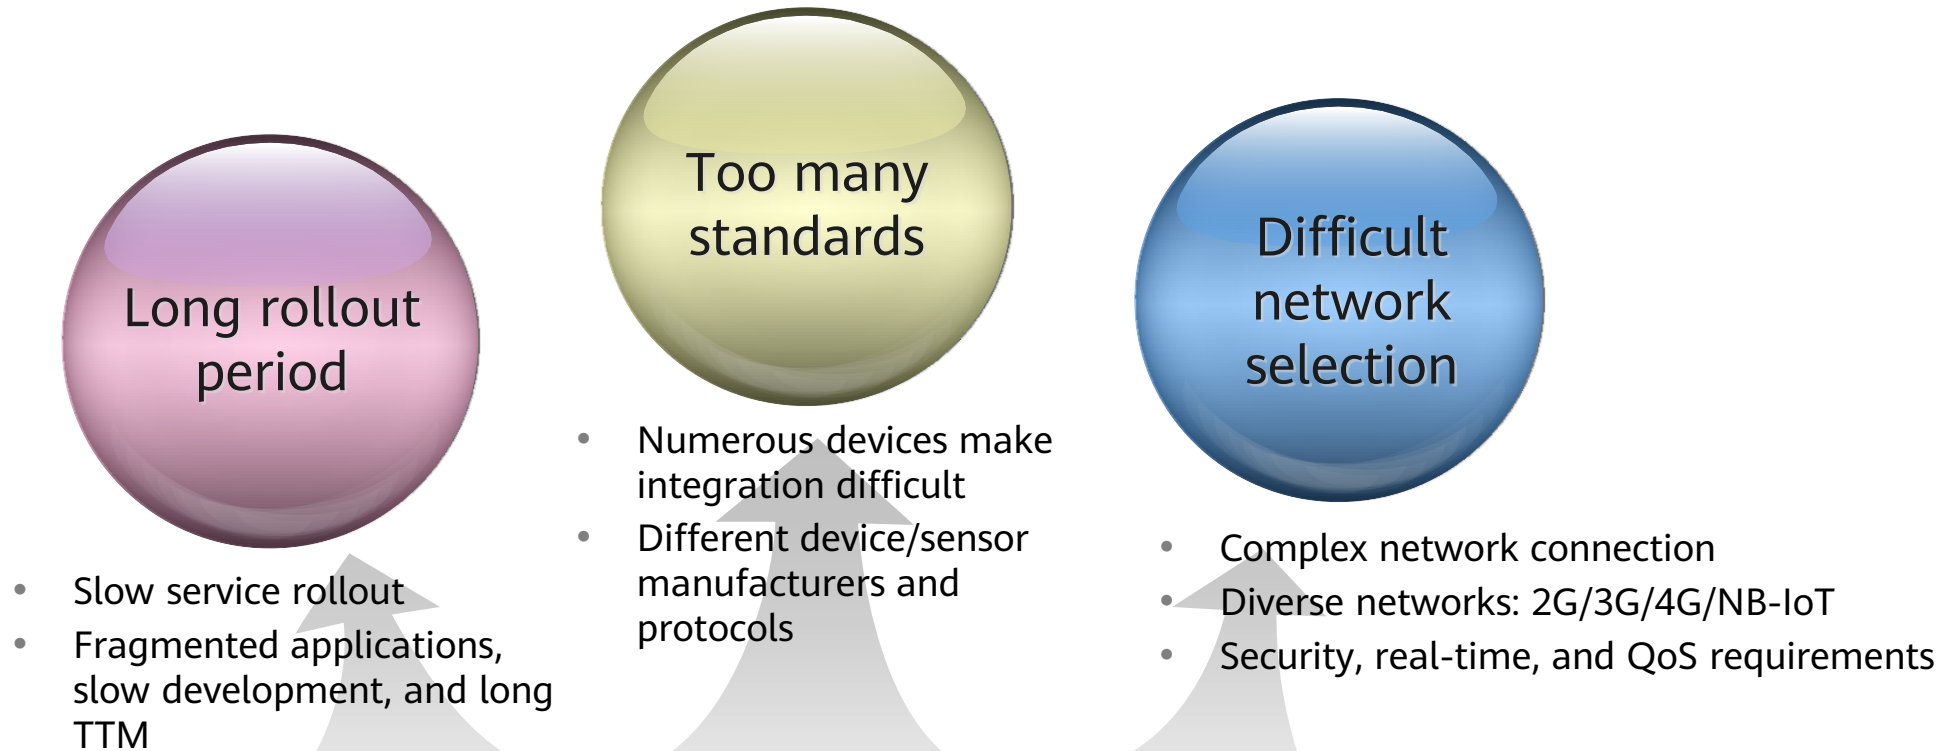 Long rollout
period
• Slow service rollout
• Fragmented applications,
slow development, and long
TTM
Too many
standards
• Numerous devices make
integration difficult
• Different device/sensor
manufacturers and
protocols
Difficult
network
selection
• Complex network connection
• Diverse networks: 2G/3G/4G/NB-IoT
• Security, real-time, and QoS requirements